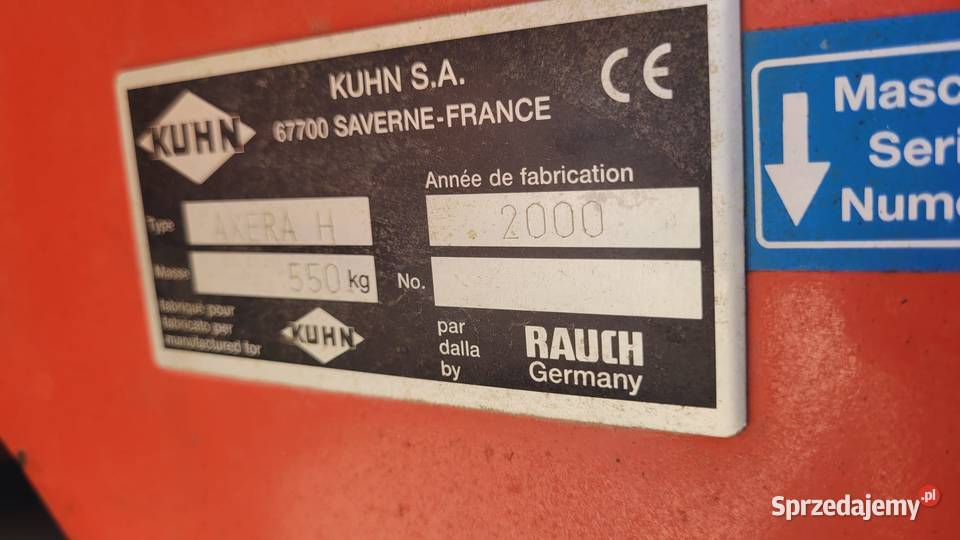 KUHN
KUHN S.A.
67700 SAVERNE-FRANCE
CE
Année de fabrication
Type AXERA H
2000
Masse 550 kg
No.
fabriqué pour
fabricato per
manufactured for
KUHN
par
dalla
by
RAUCH
Germany
Masc
Seri
Nume
Sprzedajemy.pl